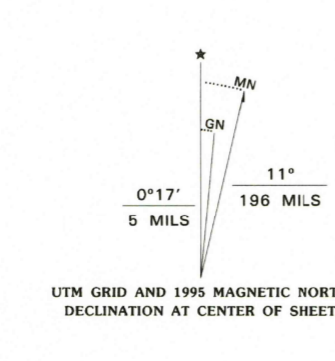 ★
MN
GN
0°17′
5 MILS
11°
196 MILS
UTM GRID AND 1995 MAGNETIC NORT
DECLINATION AT CENTER OF SHEET